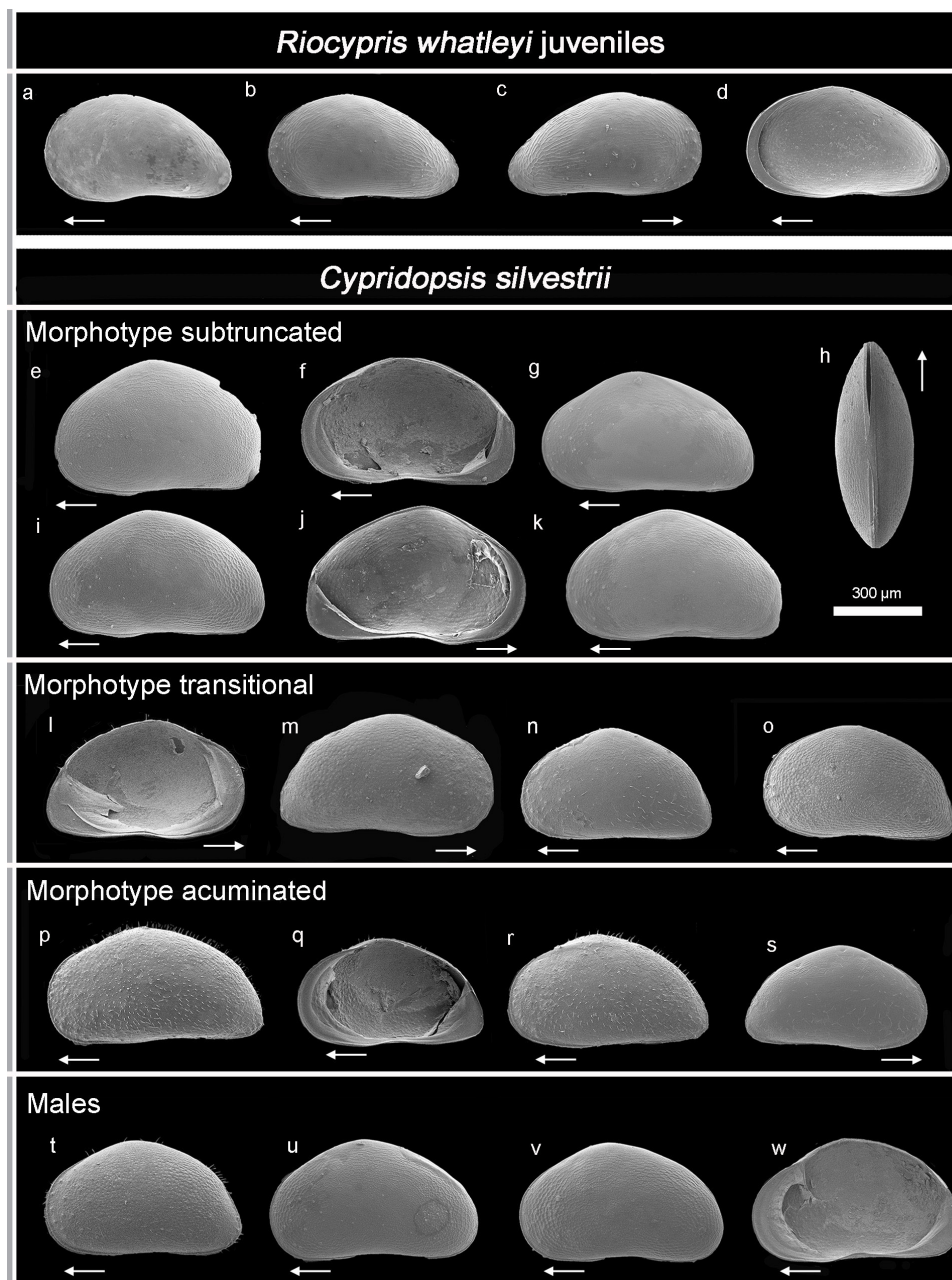 Riocypris whatleyi juveniles
a b c d
Cypridopsis silvestrii
Morphotype subtruncated
e f g h
i j k
300 µm
Morphotype transitional
l m n o
Morphotype acuminated
p q r s
Males
t u v w